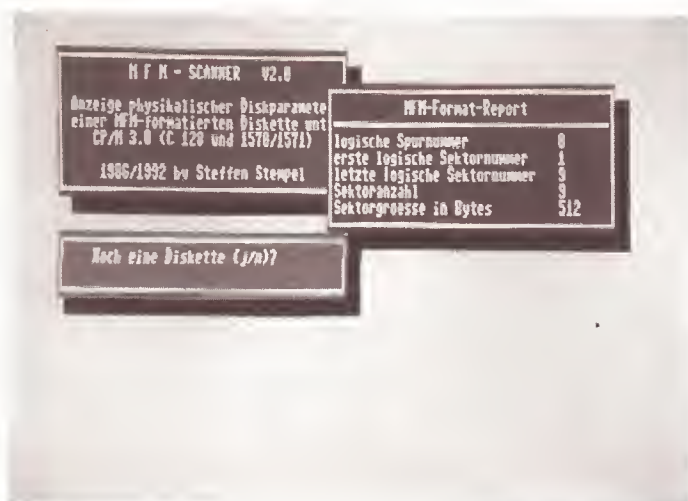 MFM - SCANNER V2.0
Anzeige physikalischer Diskparamete
einer MFM-formatierten Diskette unt
CP/M 3.0 (C 128 und 1570/1571)
1986/1992 by Steffen Stempel
MFM-Format-Report
logische Spurnummer 0
erste logische Sektornummer 1
letzte logische Sektornummer 9
Sektoranzahl 9
Sektorgroesse in Bytes 512
Noch eine Diskette (j/n)?